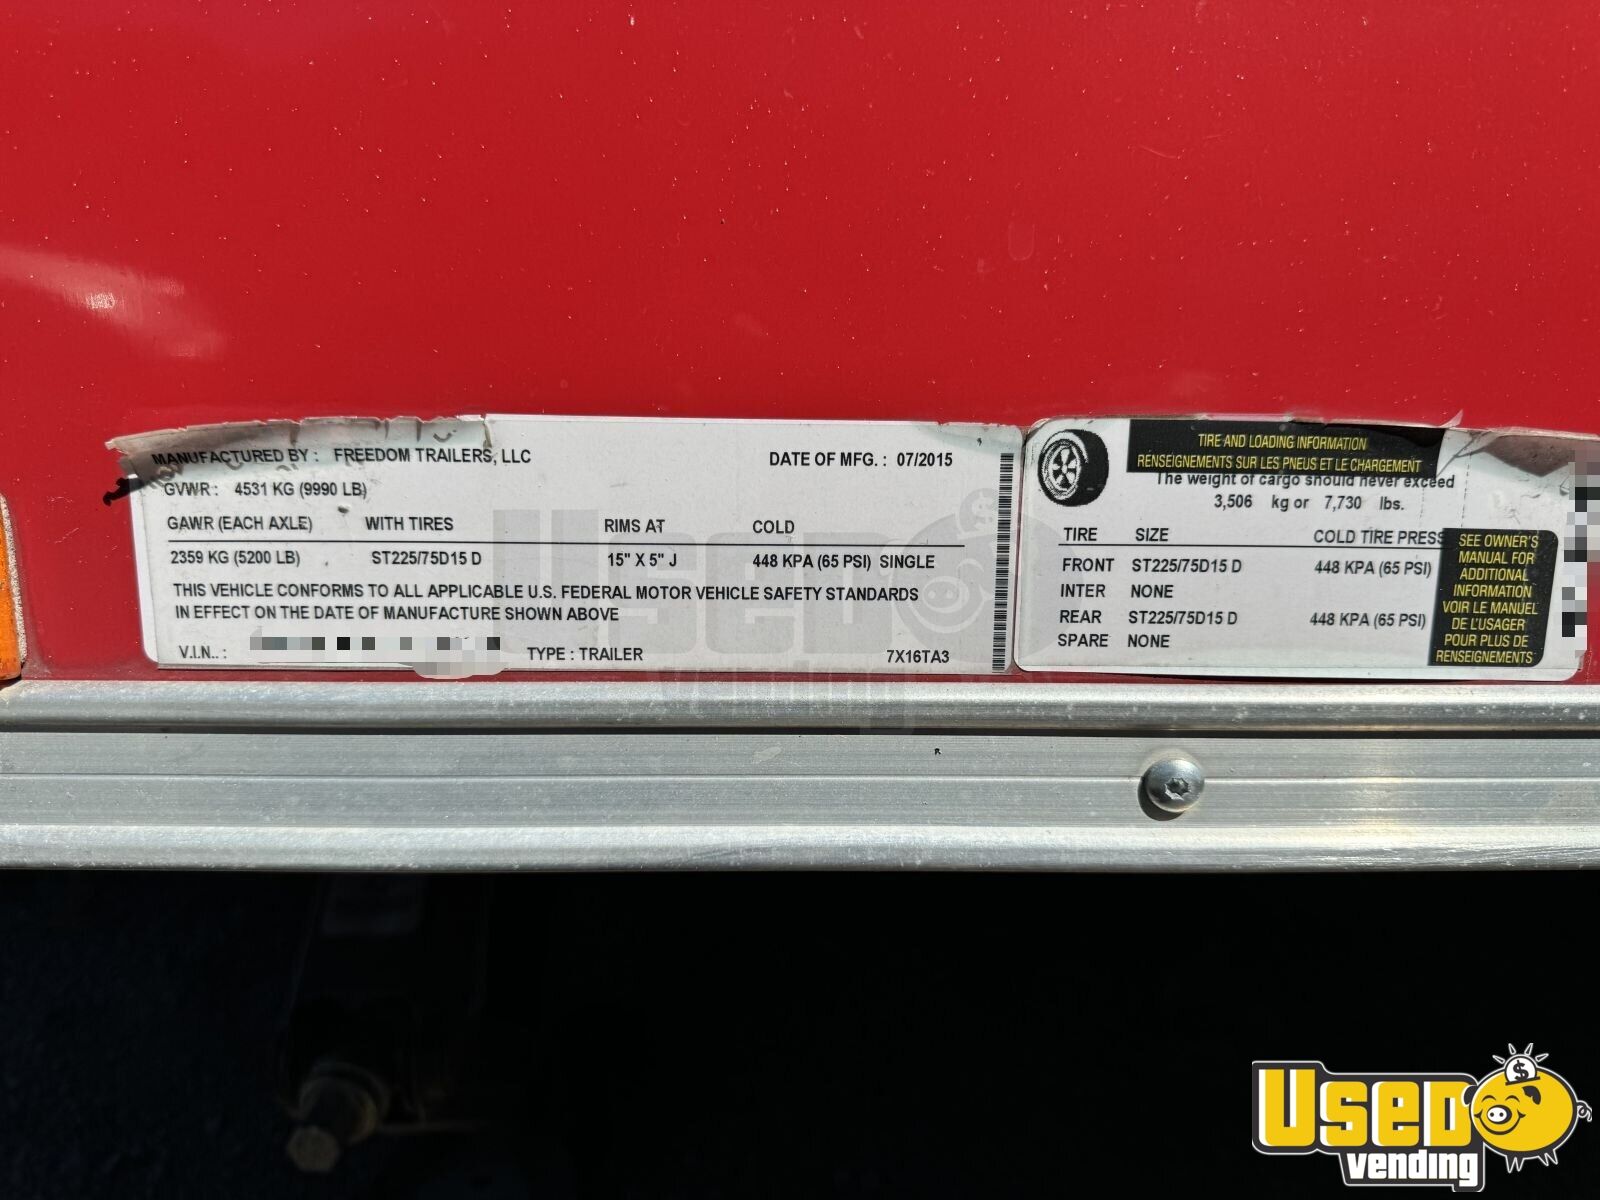 MANUFACTURED BY : FREEDOM TRAILERS, LLC DATE OF MFG. : 07/2015
GVWR : 4531 KG (9990 LB)
GAWR (EACH AXLE) WITH TIRES RIMS AT COLD
2359 KG (5200 LB) ST225/75D15 D 15" X 5" J 448 KPA (65 PSI) SINGLE
THIS VEHICLE CONFORMS TO ALL APPLICABLE U.S. FEDERAL MOTOR VEHICLE SAFETY STANDARDS
IN EFFECT ON THE DATE OF MANUFACTURE SHOWN ABOVE
V.I.N.. : TYPE : TRAILER 7X16TA3
TIRE AND LOADING INFORMATION
RENSEIGNEMENTS SUR LES PNEUS ET LE CHARGEMENT
The weight of cargo should never exceed
3,506 kg or 7,730 lbs.
TIRE SIZE COLD TIRE PRESS
FRONT ST225/75D15 D 448 KPA (65 PSI)
INTER NONE
REAR ST225/75D15 D 448 KPA (65 PSI)
SPARE NONE
SEE OWNER'S
MANUAL FOR
ADDITIONAL
INFORMATION
VOIR LE MANUEL
DE L'USAGER
POUR PLUS DE
RENSEIGNEMENTS
USED
vending
USED
vending